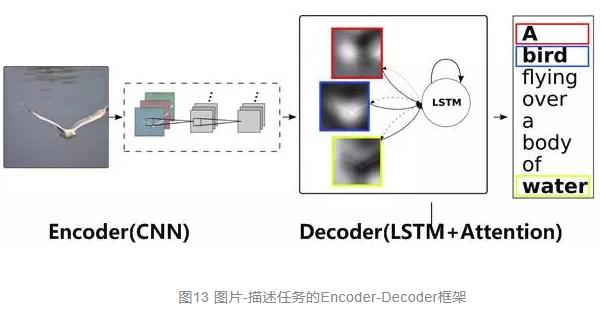 LSTM
A
bird
flying
over
a
body
of
water
Encoder(CNN)
Decoder(LSTM+Attention)
图13 图片-描述任务的Encoder-Decoder框架